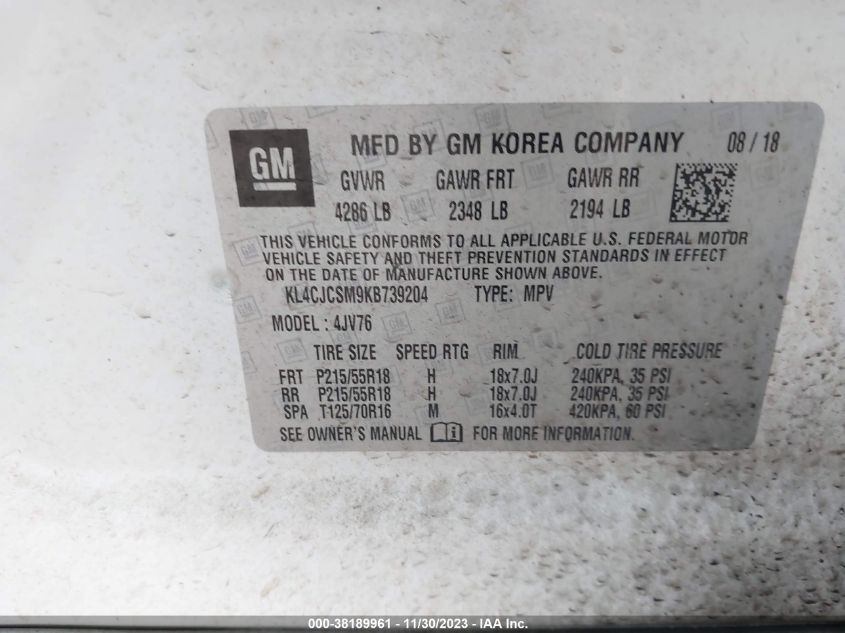 GM MFD BY GM KOREA COMPANY 08 / 18
GVWR GAWR FRT GAWR RR
4286 LB 2348 LB 2194 LB
THIS VEHICLE CONFORMS TO ALL APPLICABLE U.S. FEDERAL MOTOR
VEHICLE SAFETY AND THEFT PREVENTION STANDARDS IN EFFECT
ON THE DATE OF MANUFACTURE SHOWN ABOVE.
KL4CJCSM9KB739204 TYPE: MPV
MODEL : 4JV76
TIRE SIZE SPEED RTG RIM COLD TIRE PRESSURE
FRT P215/55R18 H 18x7.0J 240KPA, 35 PSI
RR P215/55R18 H 18x7.0J 240KPA, 35 PSI
SPA T125/70R16 M 16x4.0T 420KPA, 60 PSI
SEE OWNER'S MANUAL i FOR MORE INFORMATION.
000-38189961 - 11/30/2023 - IAA Inc.